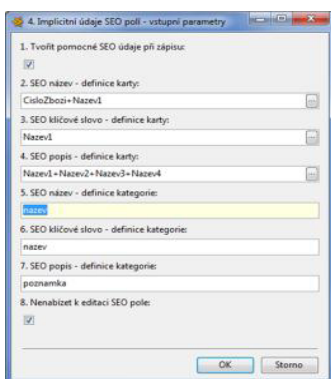 4. Implicitní údaje SEO polí - vstupní parametry
1. Tvořit pomocné SEO údaje při zápisu:
2. SEO název - definice karty:
CisloZbozi+Nazev1
3. SEO klíčové slovo - definice karty:
Nazev1
4. SEO popis - definice karty:
Nazev1+Nazev2+Nazev3+Nazev4
5. SEO název - definice kategorie:
nazev
6. SEO klíčové slovo - definice kategorie:
nazev
7. SEO popis - definice kategorie:
poznamka
8. Nenabízet k editaci SEO pole:
OK Storno